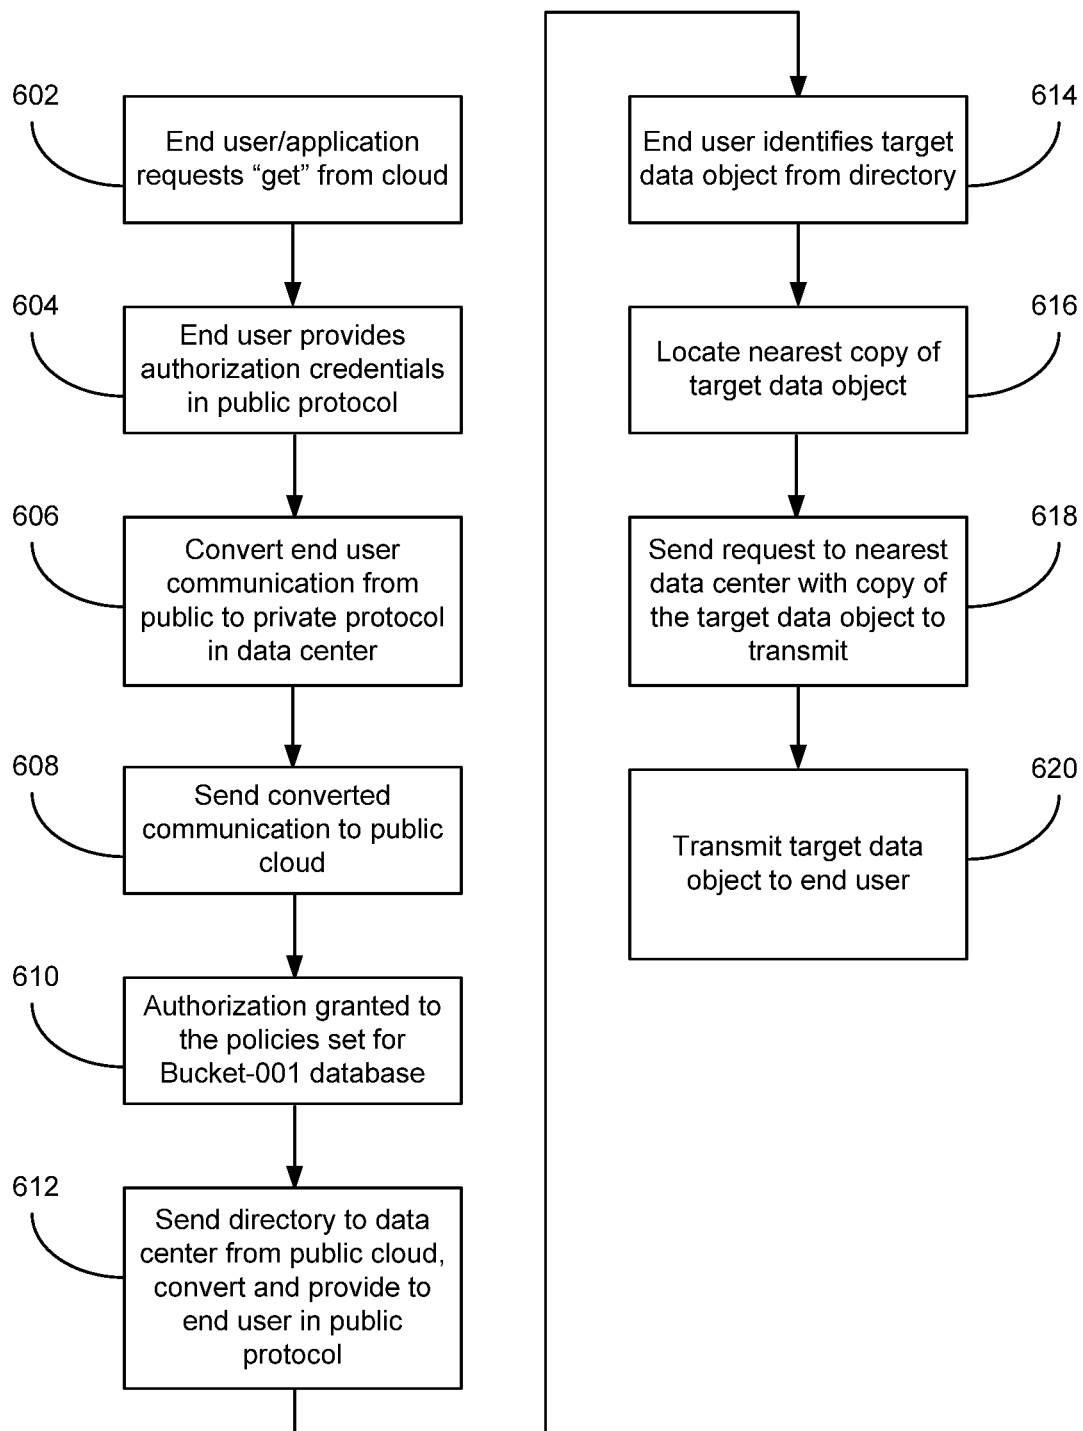 602
End user/application
requests “get” from cloud
604
End user provides
authorization credentials
in public protocol
606
Convert end user
communication from
public to private protocol
in data center
608
Send converted
communication to public
cloud
610
Authorization granted to
the policies set for
Bucket-001 database
612
Send directory to data
center from public cloud,
convert and provide to
end user in public
protocol
614
End user identifies target
data object from directory
616
Locate nearest copy of
target data object
618
Send request to nearest
data center with copy of
the target data object to
transmit
620
Transmit target data
object to end user